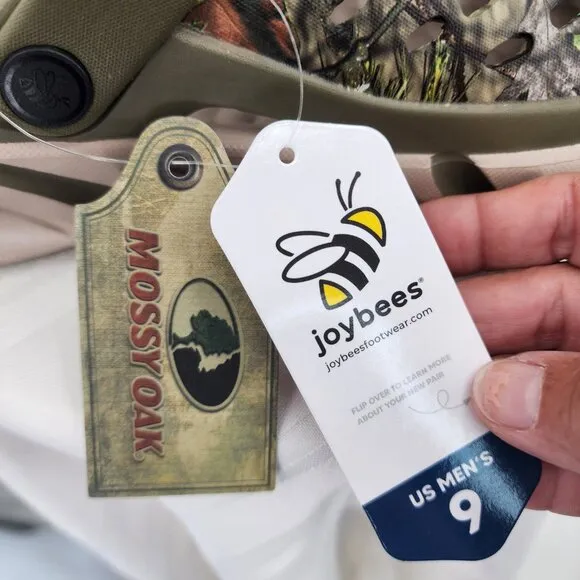 MOSSY OAK
joybees®
joybeesfootwear.com
FLIP OVER TO LEARN MORE
ABOUT YOUR NEW PAIR
US MEN'S
9